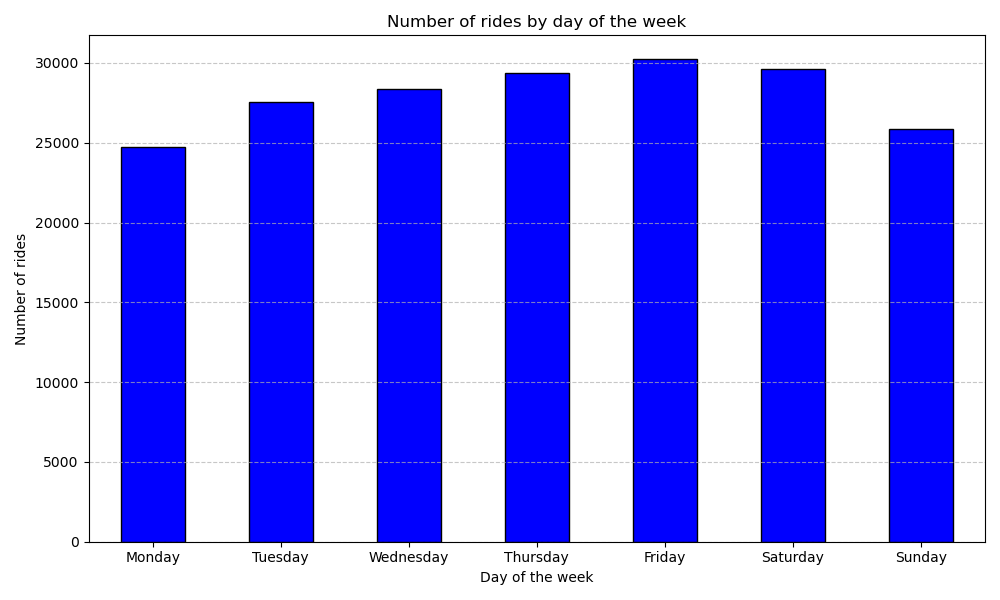 Number of rides by day of the week
Number of rides
30000
25000
20000
15000
10000
5000
0
Monday Tuesday Wednesday Thursday Friday Saturday Sunday
Day of the week